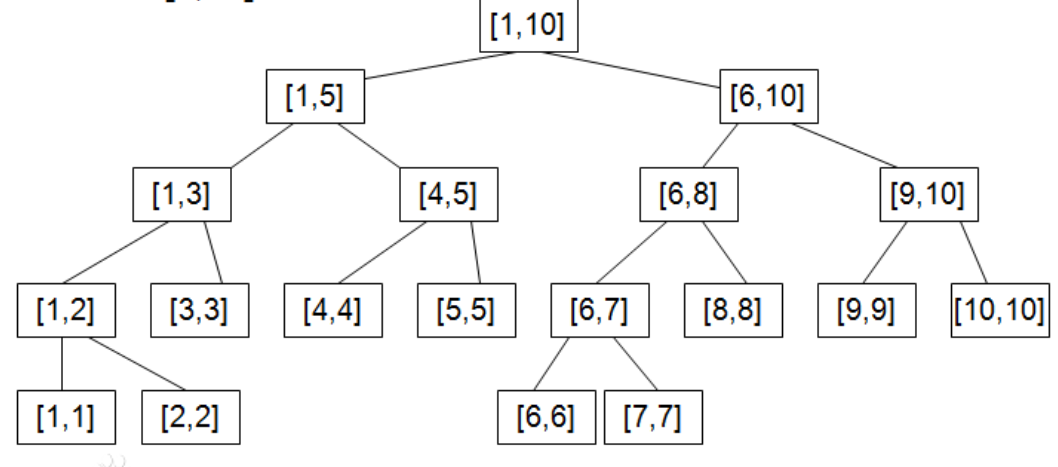 [1,10]
[1,5] [6,10]
[1,3] [4,5] [6,8] [9,10]
[1,2] [3,3] [4,4] [5,5] [6,7] [8,8] [9,9] [10,10]
[1,1] [2,2] [6,6] [7,7]